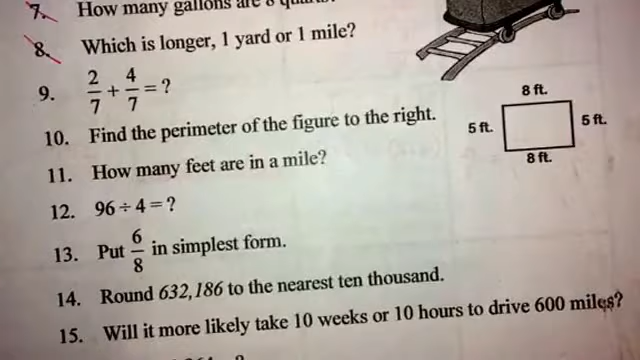 7. How many gallons are 8
8. Which is longer, 1 yard or 1 mile?
9. 2/7 + 4/7 = ?
8 ft.
10. Find the perimeter of the figure to the right.
5 ft. 5 ft.
8 ft.
11. How many feet are in a mile?
12. 96 ÷ 4 = ?
13. Put 6/8 in simplest form.
14. Round 632,186 to the nearest ten thousand.
15. Will it more likely take 10 weeks or 10 hours to drive 600 miles?